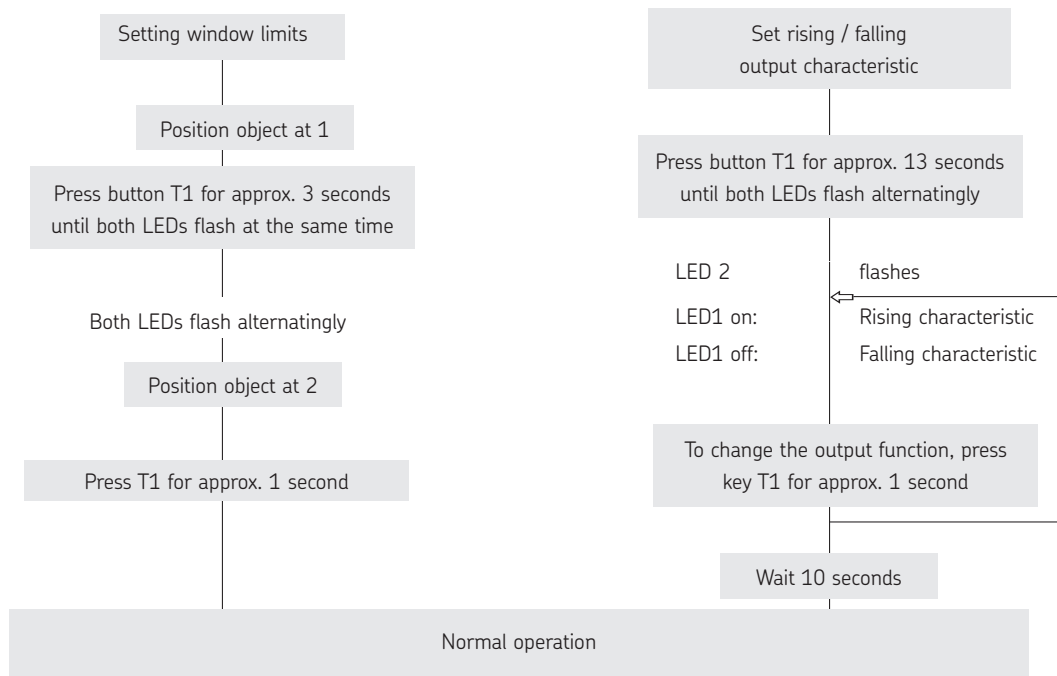 Setting window limits
Position object at 1
Press button T1 for approx. 3 seconds
until both LEDs flash at the same time
Both LEDs flash alternatingly
Position object at 2
Press T1 for approx. 1 second
Set rising / falling
output characteristic
Press button T1 for approx. 13 seconds
until both LEDs flash alternatingly
LED 2 flashes
LED1 on: Rising characteristic
LED1 off: Falling characteristic
To change the output function, press
key T1 for approx. 1 second
Wait 10 seconds
Normal operation